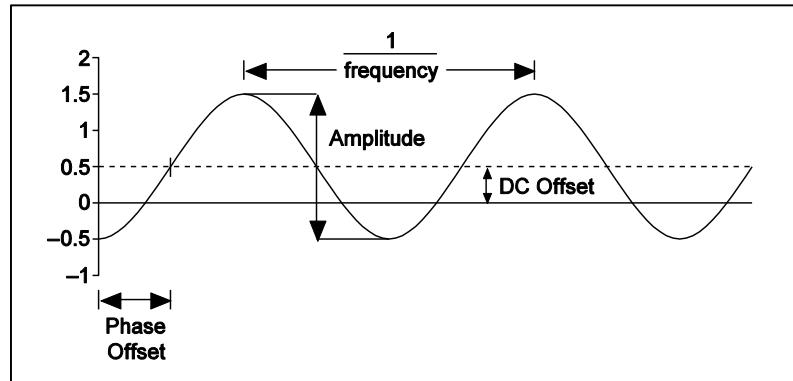 1
frequency
2
1.5
1
0.5
0
–0.5
–1
Amplitude
DC Offset
Phase
Offset